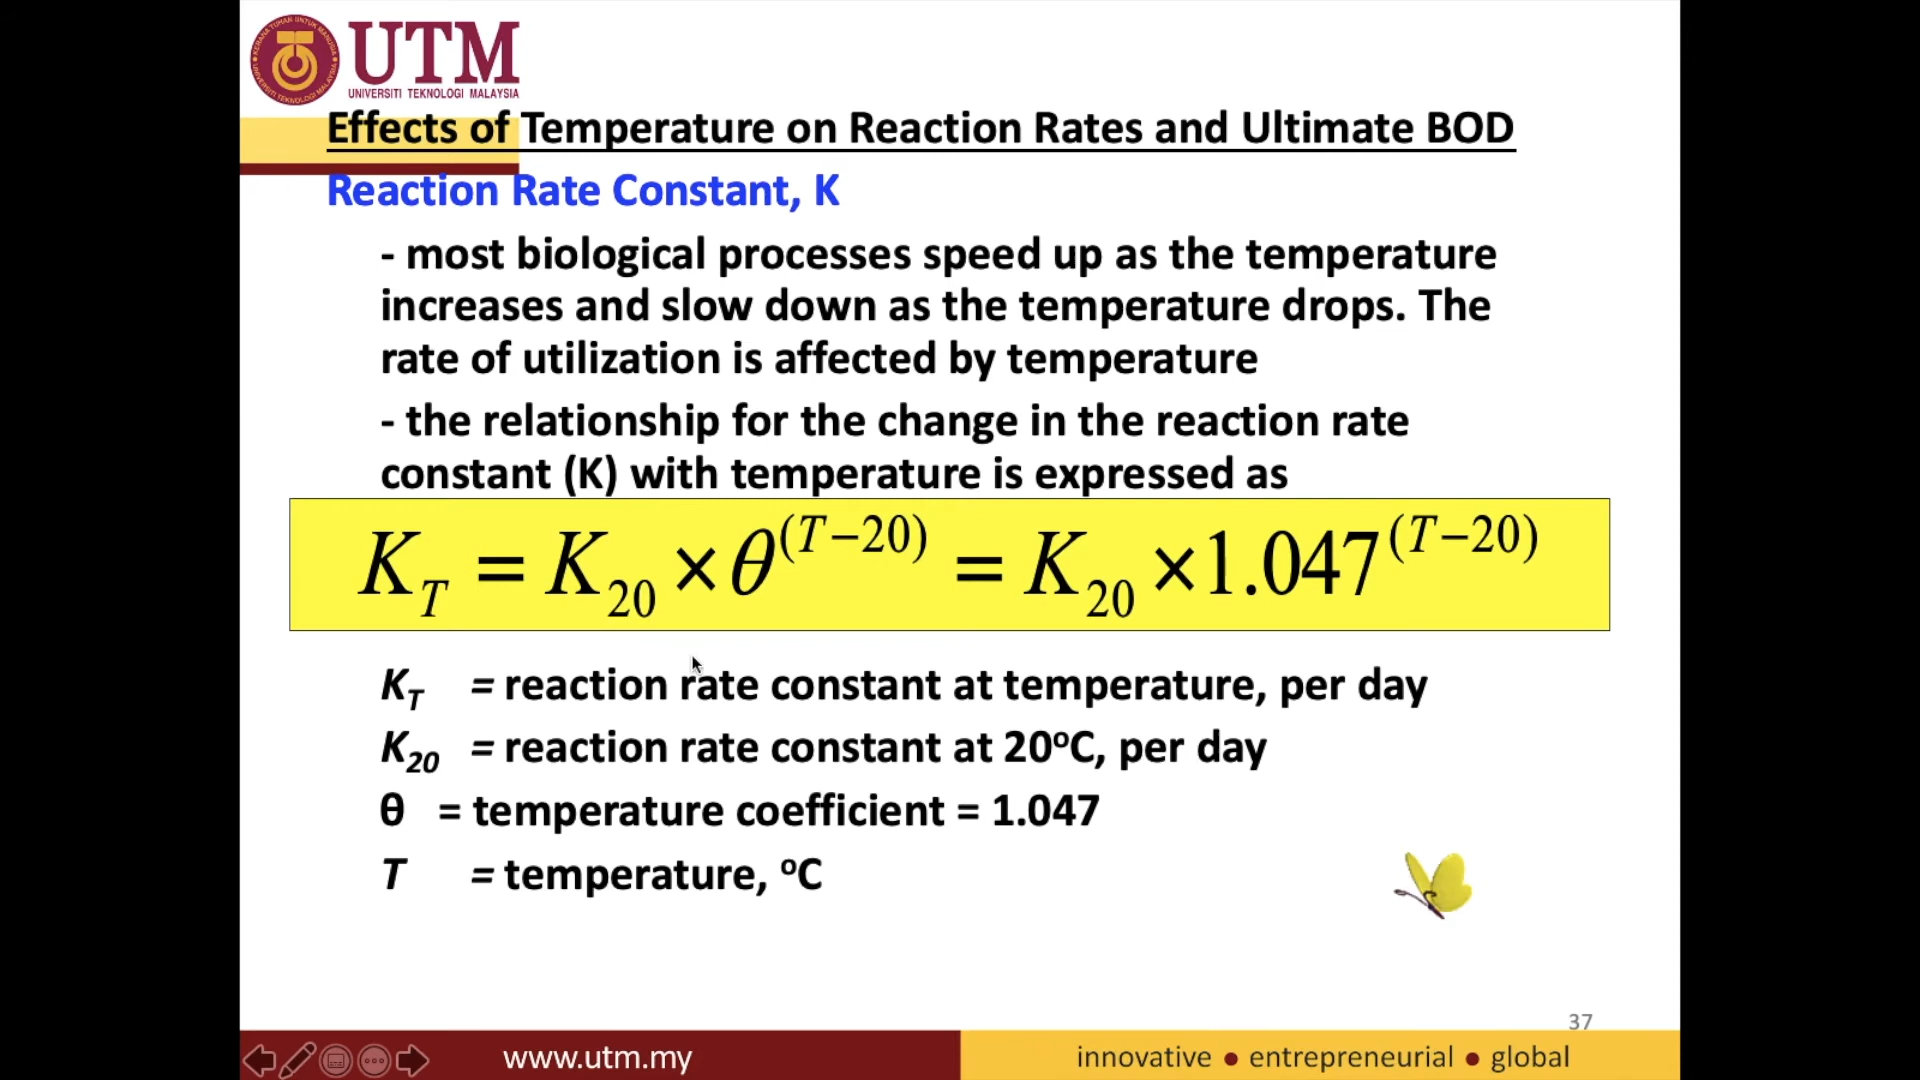 UTM
UNIVERSITI TEKNOLOGI MALAYSIA
Effects of Temperature on Reaction Rates and Ultimate BOD
Reaction Rate Constant, K
- most biological processes speed up as the temperature
increases and slow down as the temperature drops. The
rate of utilization is affected by temperature
- the relationship for the change in the reaction rate
constant (K) with temperature is expressed as
K_T = K_20 × θ^(T−20) = K_20 × 1.047^(T−20)
K_T = reaction rate constant at temperature, per day
K_20 = reaction rate constant at 20°C, per day
θ = temperature coefficient = 1.047
T = temperature, °C
37
www.utm.my
innovative ● entrepreneurial ● global